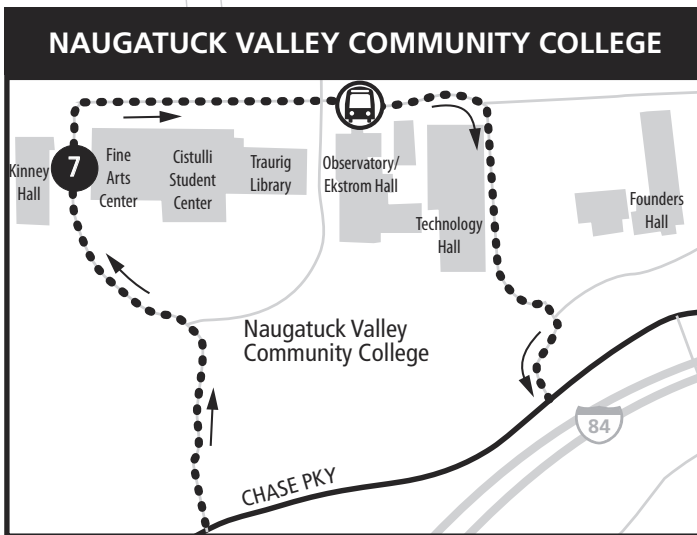 NAUGATUCK VALLEY COMMUNITY COLLEGE
Kinney
Hall
7
Fine
Arts
Center
Cistulli
Student
Center
Traurig
Library
Observatory/
Ekstrom Hall
Technology
Hall
Founders
Hall
Naugatuck Valley
Community College
CHASE PKY
84